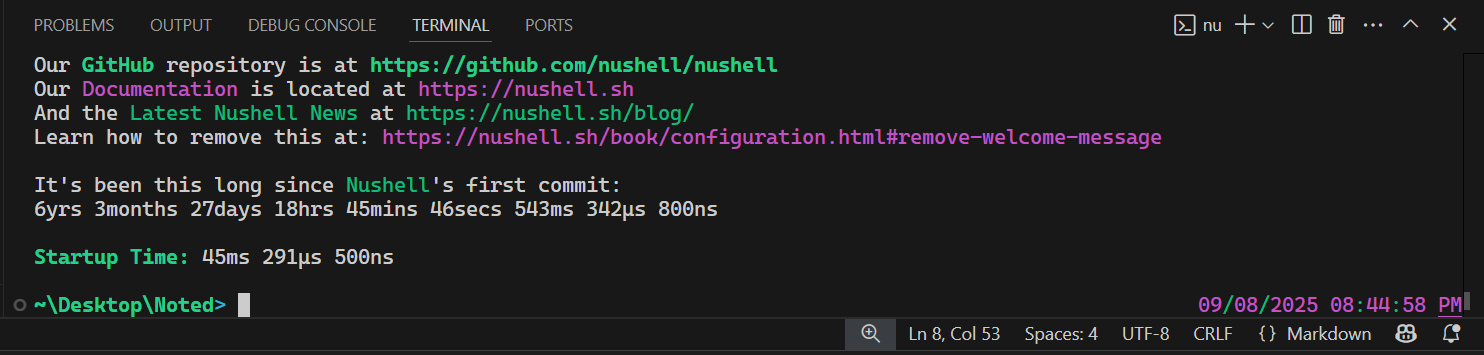 PROBLEMS OUTPUT DEBUG CONSOLE TERMINAL PORTS nu
Our GitHub repository is at https://github.com/nushell/nushell
Our Documentation is located at https://nushell.sh
And the Latest Nushell News at https://nushell.sh/blog/
Learn how to remove this at: https://nushell.sh/book/configuration.html#remove-welcome-message
It's been this long since Nushell's first commit:
6yrs 3months 27days 18hrs 45mins 46secs 543ms 342µs 800ns
Startup Time: 45ms 291µs 500ns
~\Desktop\Noted> 09/08/2025 08:44:58 PM
Ln 8, Col 53 Spaces: 4 UTF-8 CRLF {} Markdown